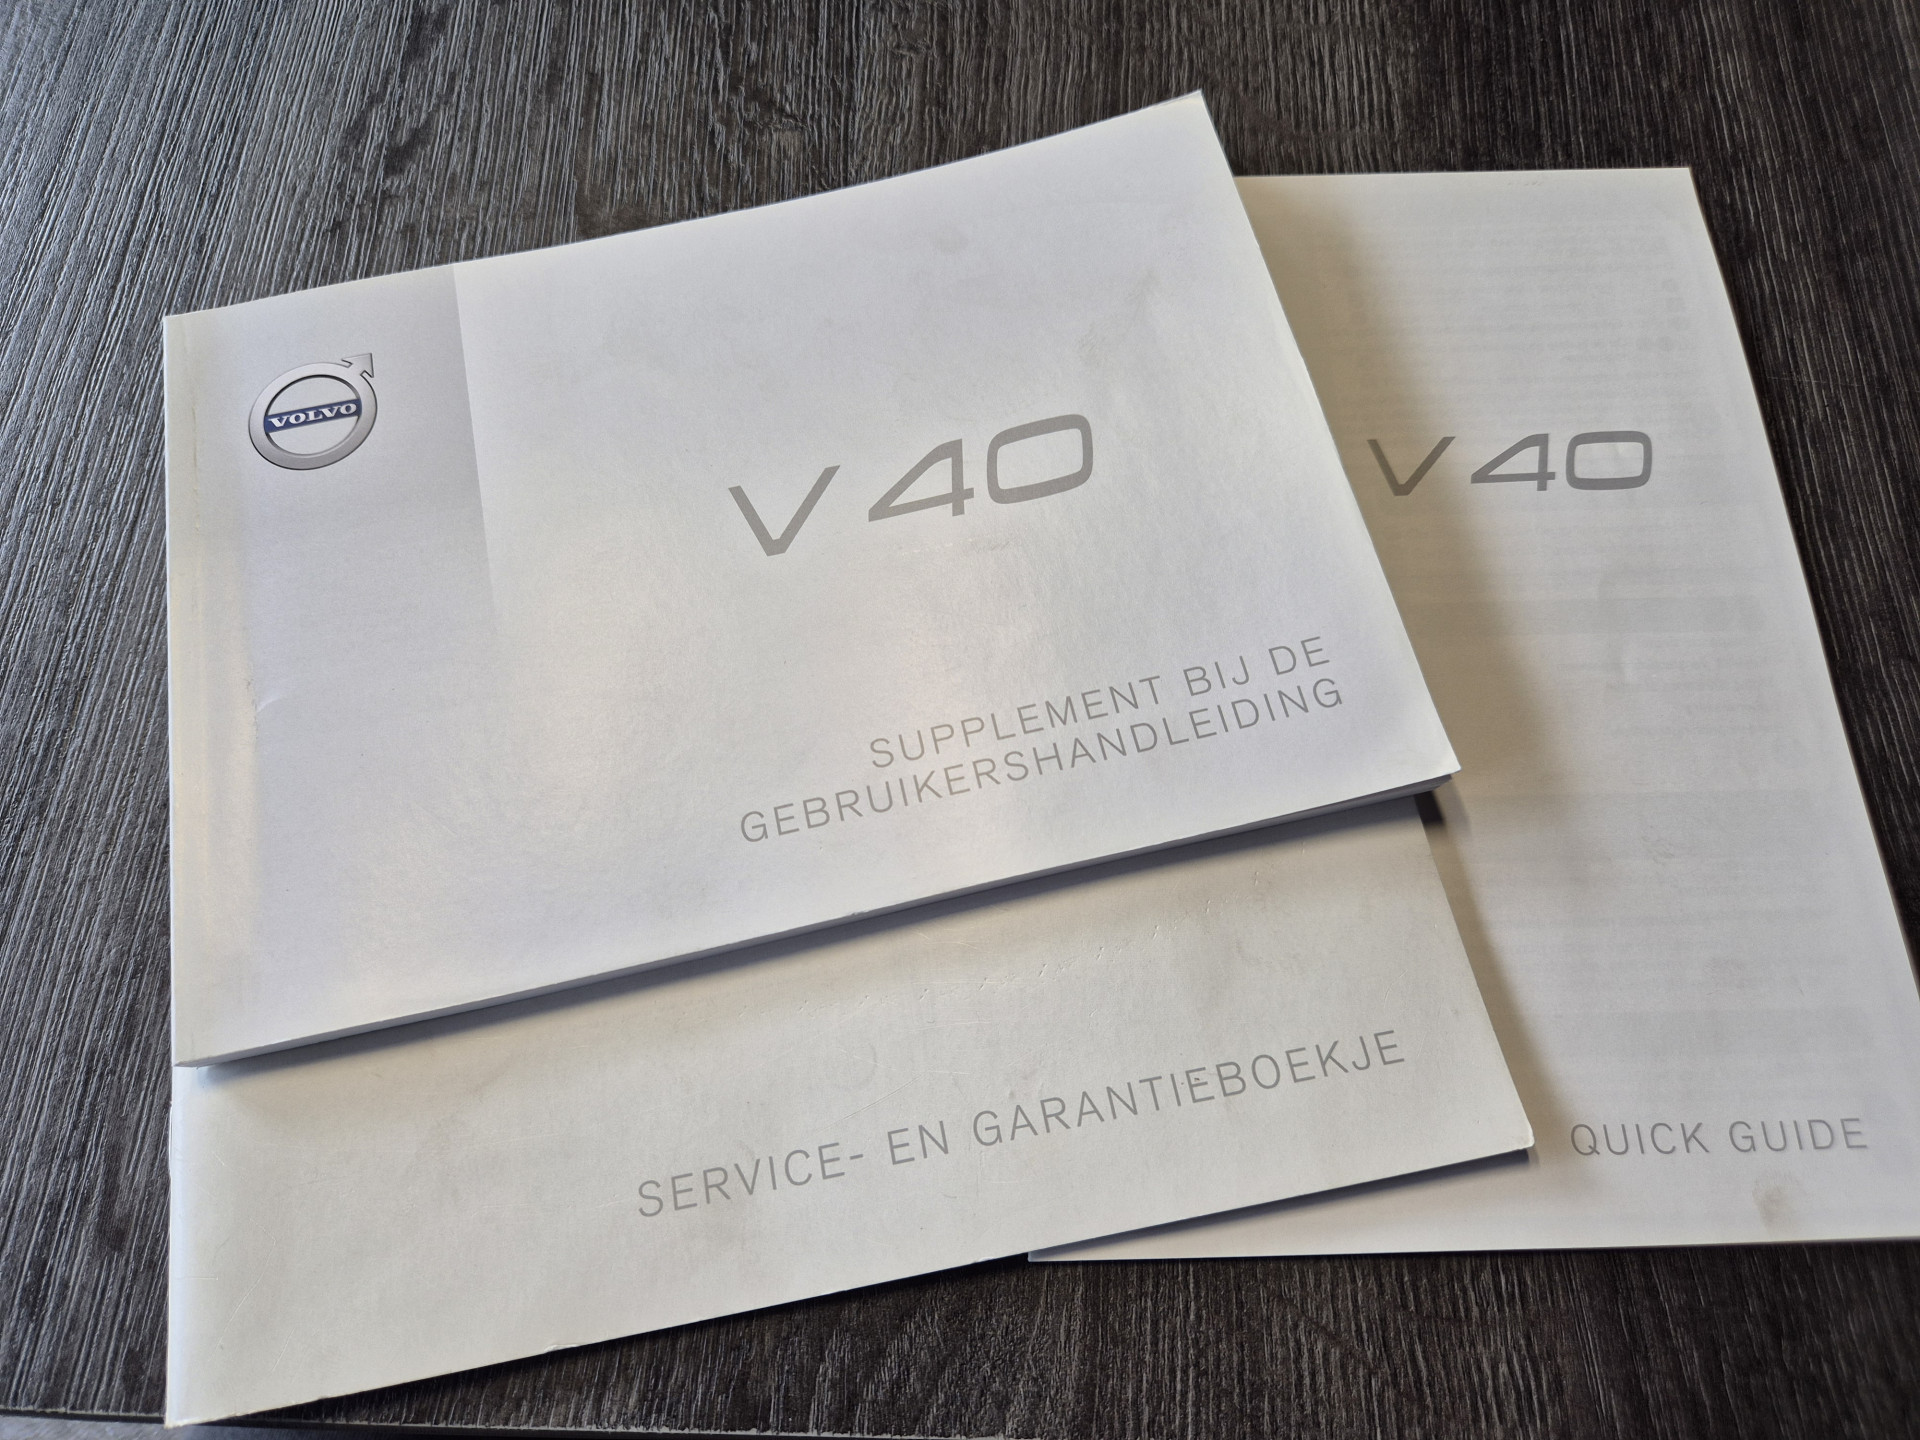 VOLVO
V40
SUPPLEMENT BIJ DE
GEBRUIKERSHANDLEIDING
SERVICE- EN GARANTIEBOEKJE
V40
QUICK GUIDE